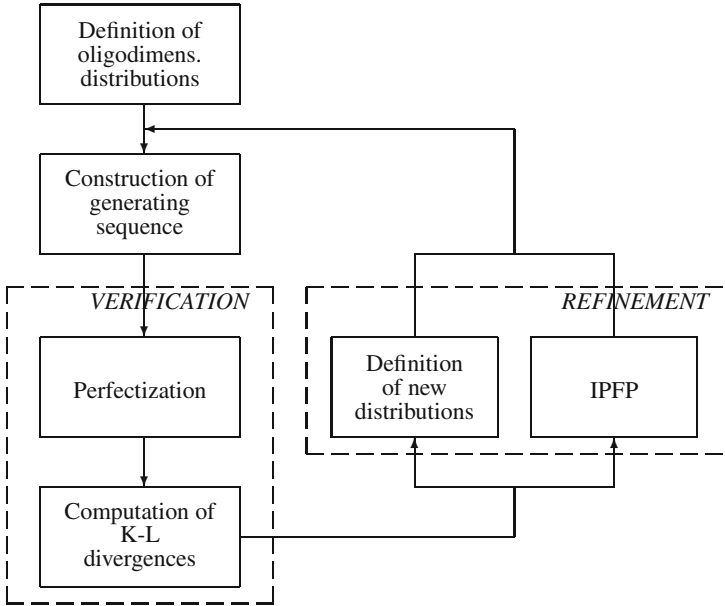 Definition of
oligodimens.
distributions
Construction of
generating
sequence
VERIFICATION
Perfectization
Computation of
K-L
divergences
REFINEMENT
Definition
of new
distributions
IPFP